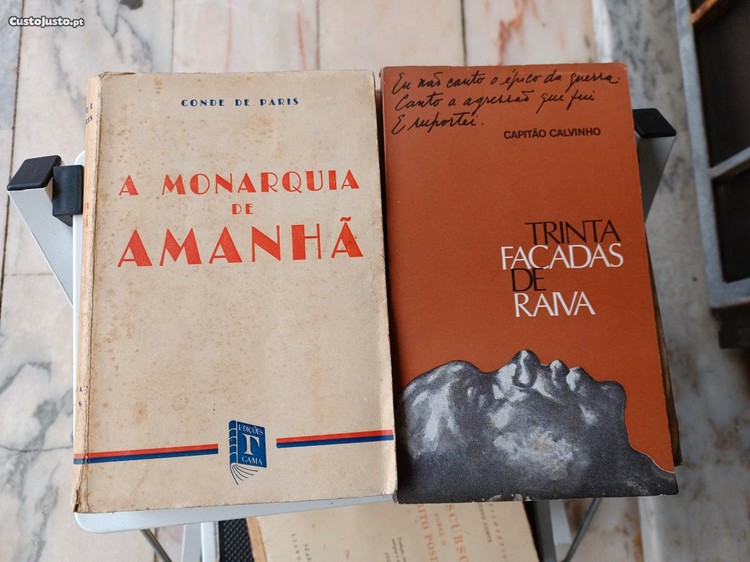 CustoJusto.pt
CONDE DE PARIS
A MONARQUIA
DE
AMANHÃ
EDIÇÕES
Γ
GAMA
Eu não canto o épico da guerra.
Canto a agressão que fui
E suportei.
CAPITÃO CALVINHO
TRINTA
FACADAS
DE
RAIVA